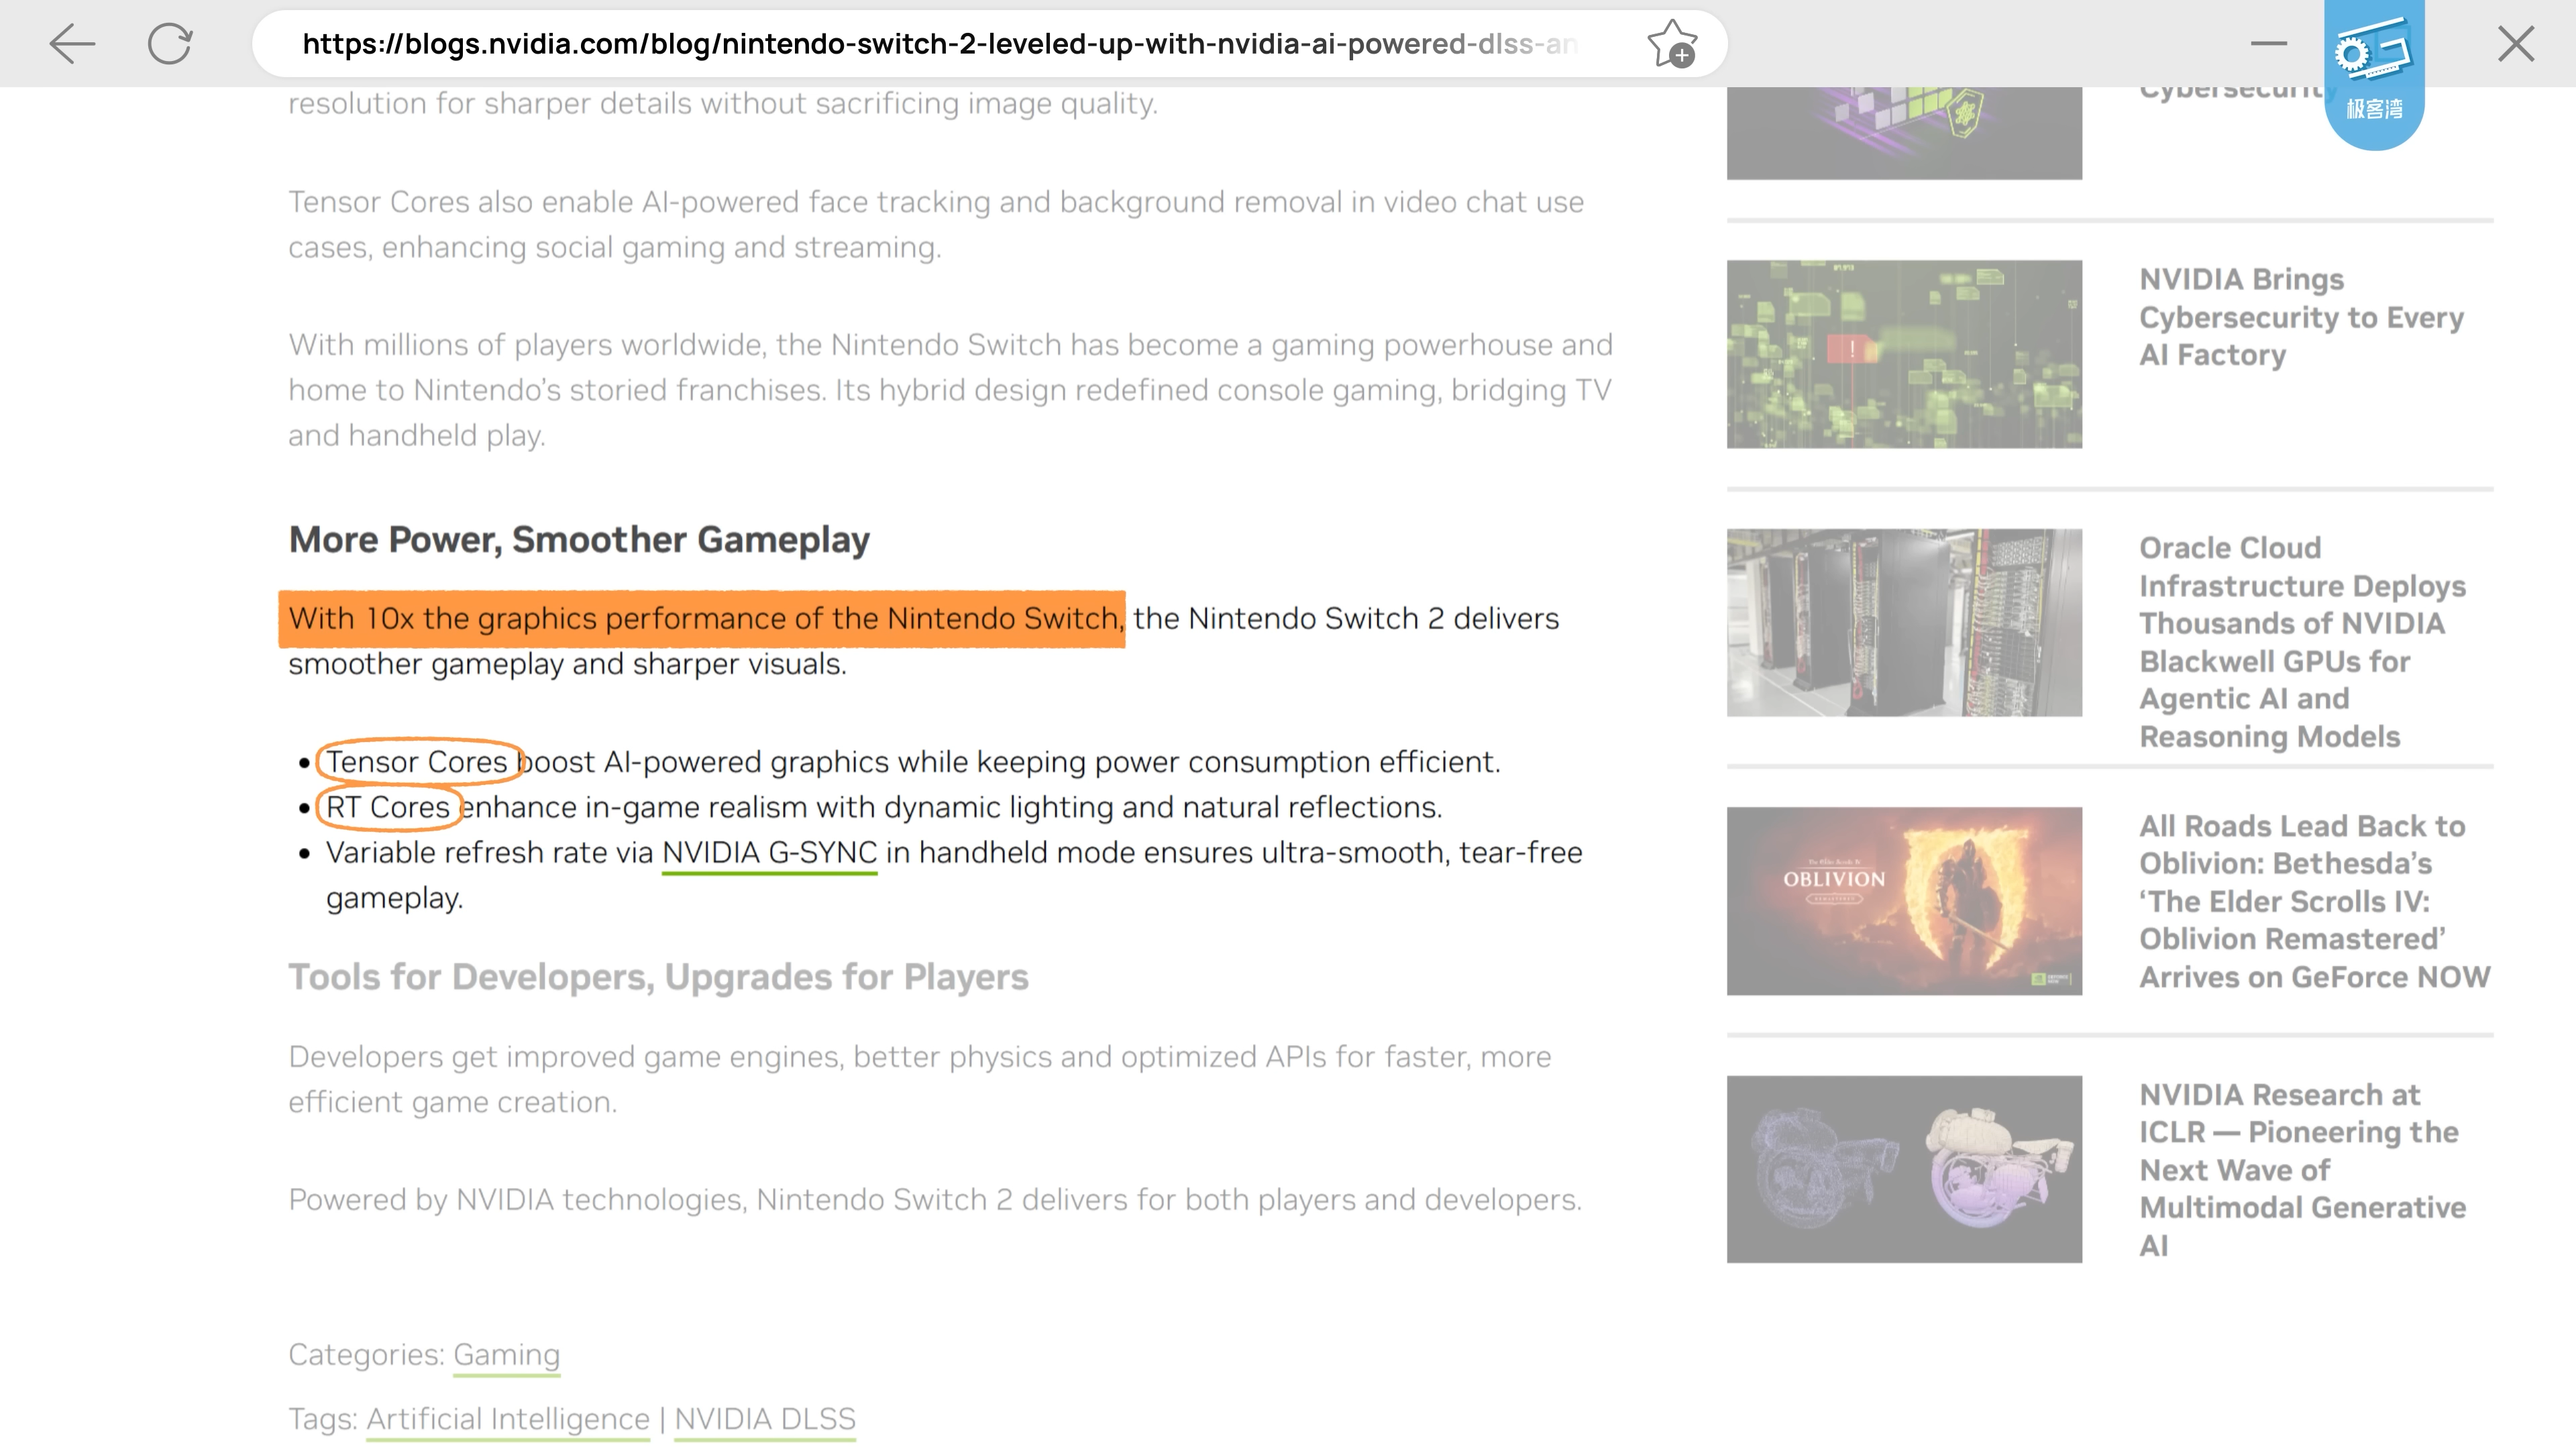 https://blogs.nvidia.com/blog/nintendo-switch-2-leveled-up-with-nvidia-ai-powered-dlss-an
极客湾
resolution for sharper details without sacrificing image quality.
Tensor Cores also enable AI-powered face tracking and background removal in video chat use
cases, enhancing social gaming and streaming.
With millions of players worldwide, the Nintendo Switch has become a gaming powerhouse and
home to Nintendo’s storied franchises. Its hybrid design redefined console gaming, bridging TV
and handheld play.
More Power, Smoother Gameplay
With 10x the graphics performance of the Nintendo Switch, the Nintendo Switch 2 delivers
smoother gameplay and sharper visuals.
• Tensor Cores boost AI-powered graphics while keeping power consumption efficient.
• RT Cores enhance in-game realism with dynamic lighting and natural reflections.
• Variable refresh rate via NVIDIA G-SYNC in handheld mode ensures ultra-smooth, tear-free
gameplay.
Tools for Developers, Upgrades for Players
Developers get improved game engines, better physics and optimized APIs for faster, more
efficient game creation.
Powered by NVIDIA technologies, Nintendo Switch 2 delivers for both players and developers.
Categories: Gaming
Tags: Artificial Intelligence | NVIDIA DLSS
Cybersecurity
NVIDIA Brings
Cybersecurity to Every
AI Factory
!
Oracle Cloud
Infrastructure Deploys
Thousands of NVIDIA
Blackwell GPUs for
Agentic AI and
Reasoning Models
The Elder Scrolls IV
OBLIVION
REMASTERED
All Roads Lead Back to
Oblivion: Bethesda’s
‘The Elder Scrolls IV:
Oblivion Remastered’
Arrives on GeForce NOW
NVIDIA Research at
ICLR — Pioneering the
Next Wave of
Multimodal Generative
AI